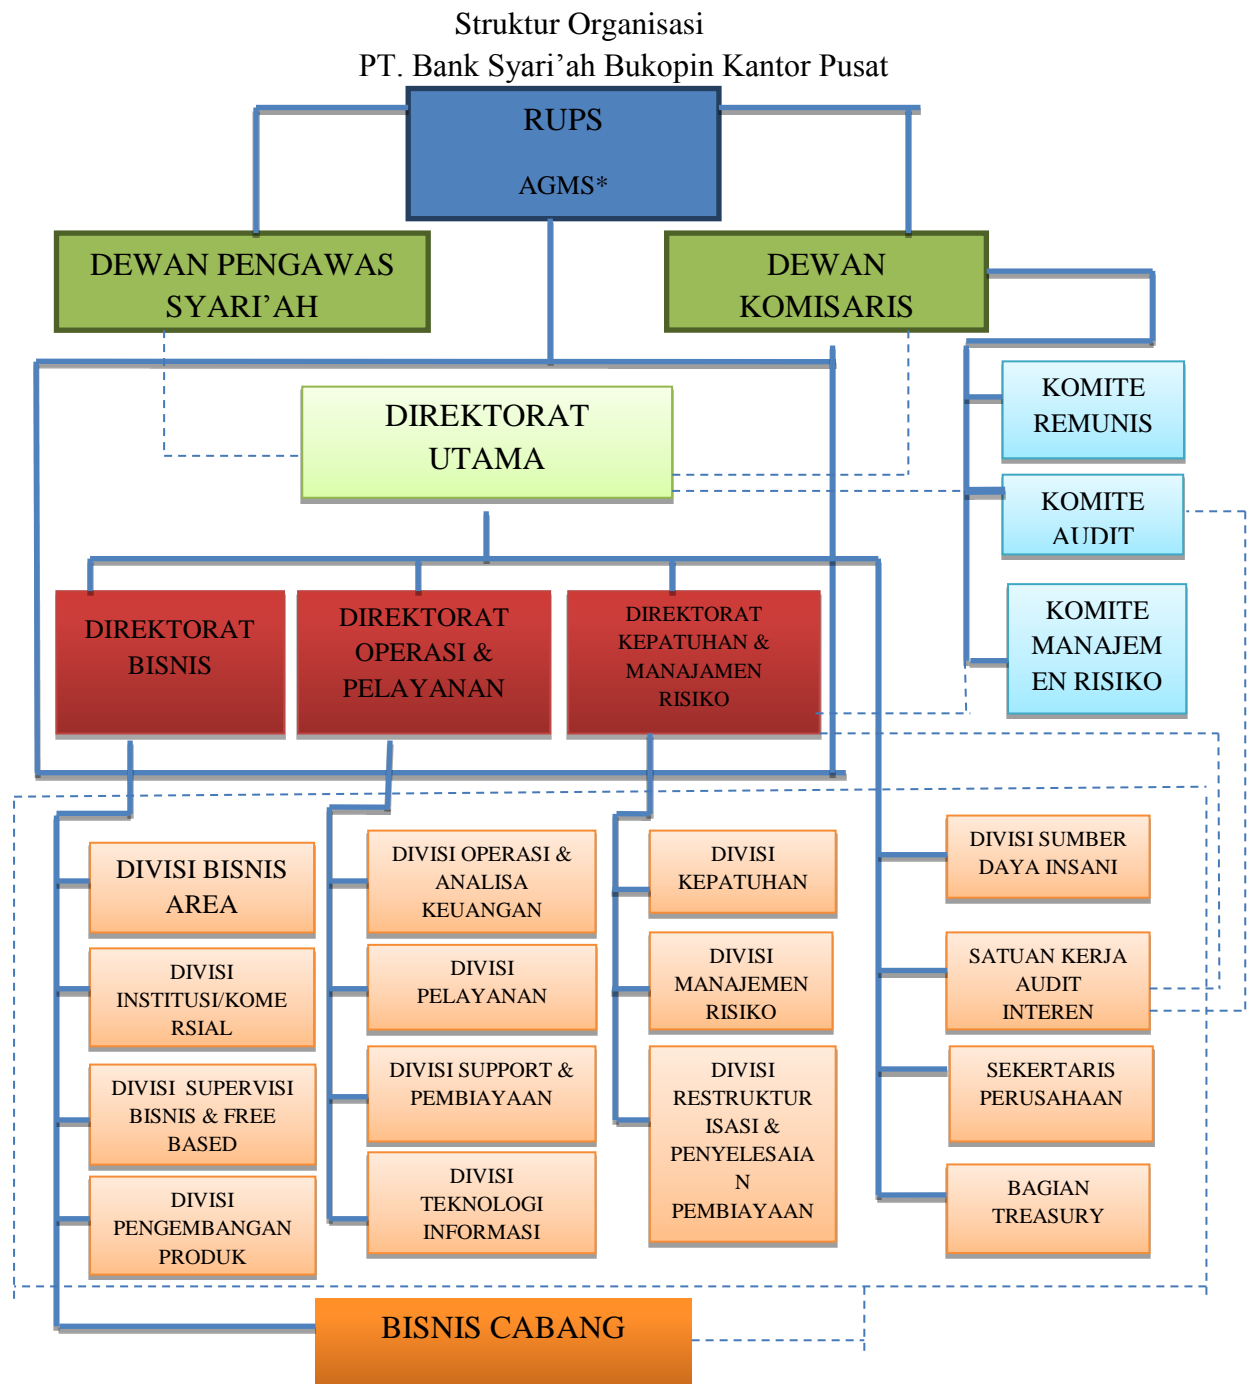 Struktur Organisasi
PT. Bank Syari’ah Bukopin Kantor Pusat
RUPS
AGMS*
DEWAN PENGAWAS
SYARI’AH
DEWAN
KOMISARIS
KOMITE
REMUNIS
DIREKTORAT
UTAMA
KOMITE
AUDIT
KOMITE
MANAJEM
EN RISIKO
DIREKTORAT
BISNIS
DIREKTORAT
OPERASI &
PELAYANAN
DIREKTORAT
KEPATUHAN &
MANAJAMEN
RISIKO
DIVISI BISNIS
AREA
DIVISI
INSTITUSI/KOME
RSIAL
DIVISI  SUPERVISI
BISNIS & FREE
BASED
DIVISI
PENGEMBANGAN
PRODUK
DIVISI OPERASI &
ANALISA
KEUANGAN
DIVISI
PELAYANAN
DIVISI SUPPORT &
PEMBIAYAAN
DIVISI
TEKNOLOGI
INFORMASI
DIVISI
KEPATUHAN
DIVISI
MANAJEMEN
RISIKO
DIVISI
RESTRUKTUR
ISASI &
PENYELESAIA
N
PEMBIAYAAN
DIVISI SUMBER
DAYA INSANI
SATUAN KERJA
AUDIT
INTEREN
SEKERTARIS
PERUSAHAAN
BAGIAN
TREASURY
BISNIS CABANG